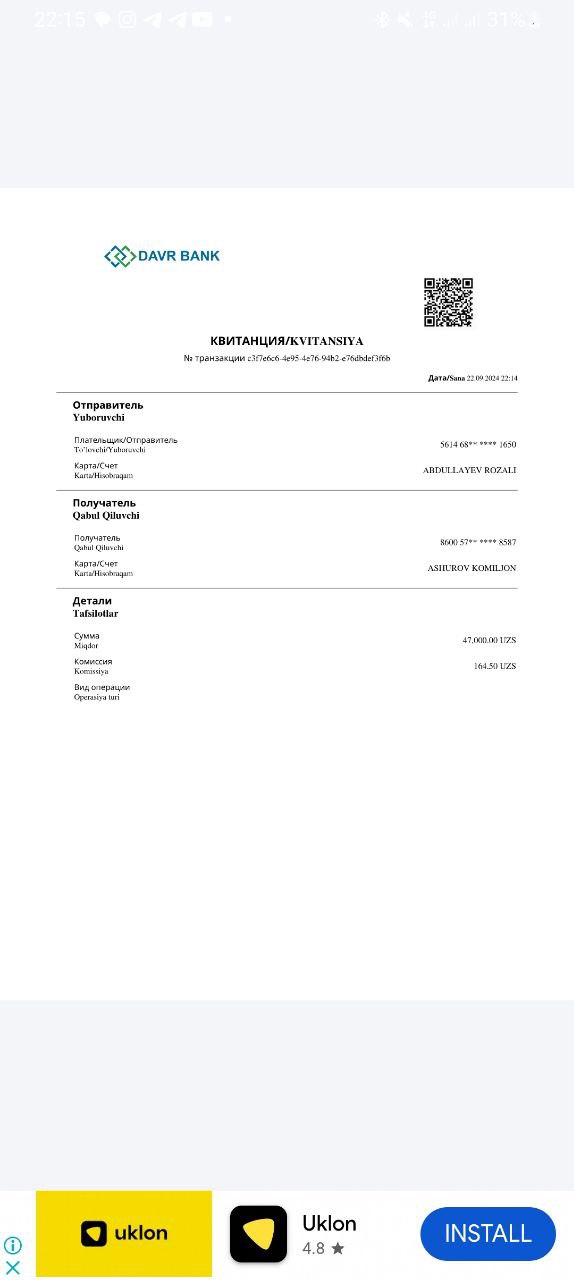 22:15
31%
DAVR BANK
КВИТАНЦИЯ/KVITANSIYA
№ транзакции c3f7e6c6-4e95-4e76-94b2-e76dbdef3f6b
Дата/Sana 22.09.2024 22:14
Отправитель
Yuboruvchi
Плательщик/Отправитель
To'lovchi/Yuboruvchi
5614 68** **** 1650
Карта/Счет
Karta/Hisobraqam
ABDULLAYEV ROZALI
Получатель
Qabul Qiluvchi
Получатель
Qabul Qiluvchi
8600 57** **** 8587
Карта/Счет
Karta/Hisobraqam
ASHUROV KOMILJON
Детали
Tafsilotlar
Сумма
Miqdor
47,000.00 UZS
Комиссия
Komissiya
164.50 UZS
Вид операции
Operasiya turi
uklon
Uklon
4.8 ★
INSTALL